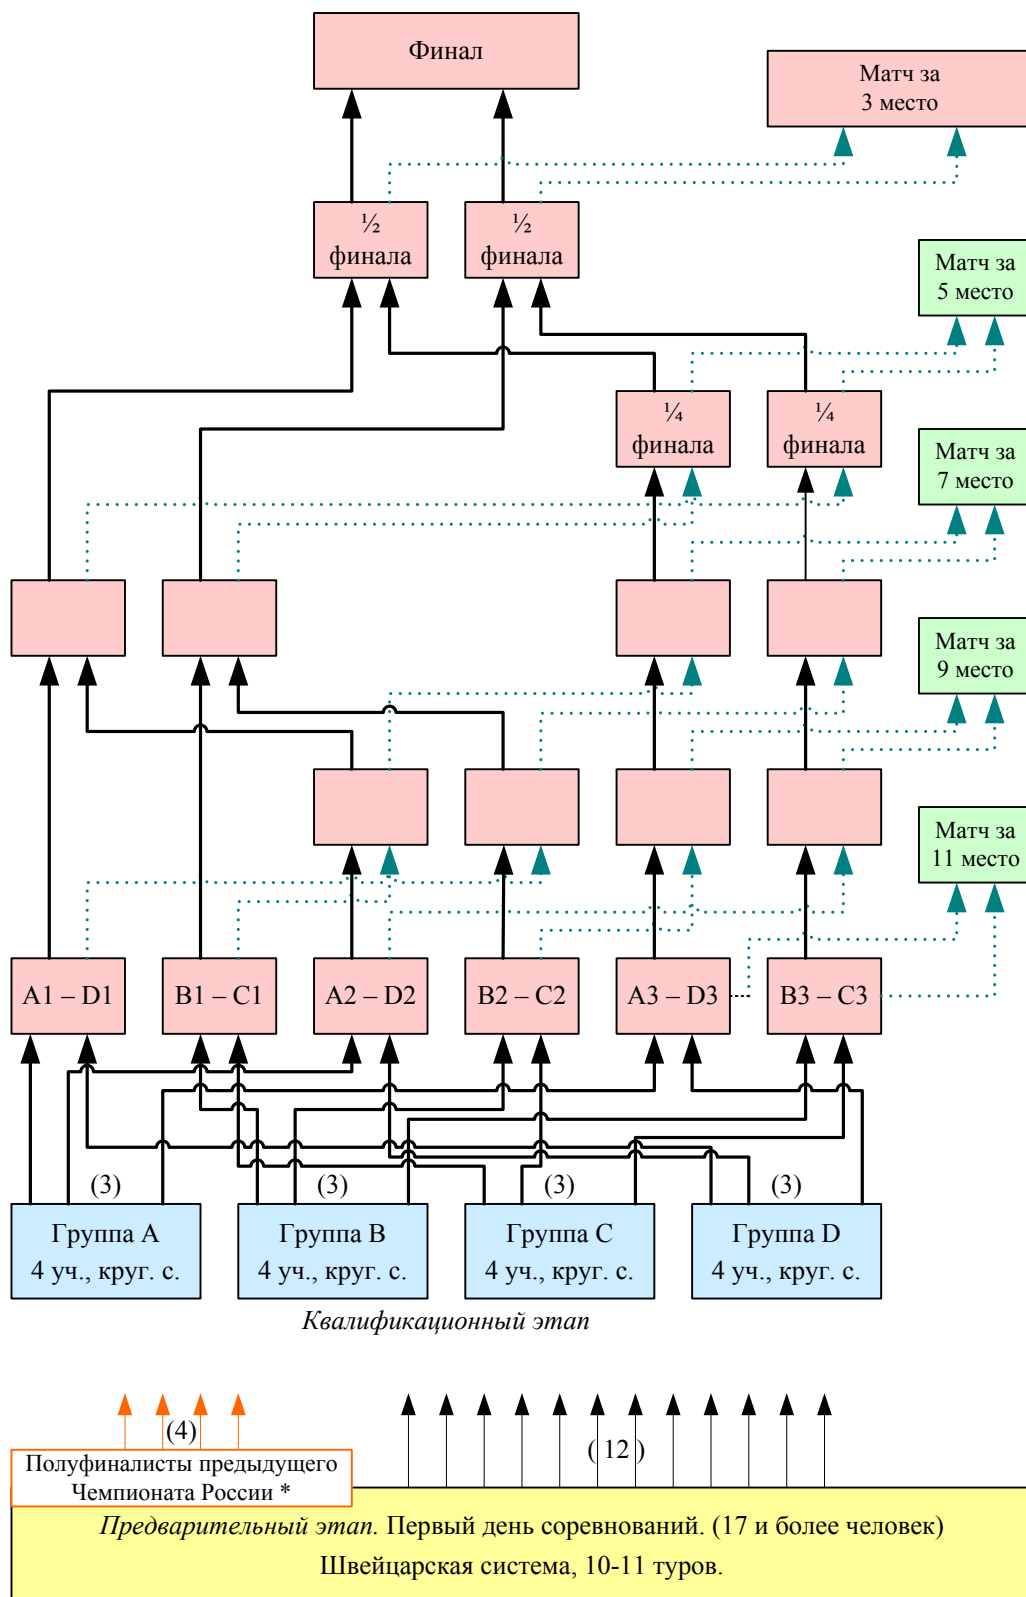 Финал
Матч за
3 место
½
финала
½
финала
Матч за
5 место
¼
финала
¼
финала
Матч за
7 место
Матч за
9 место
Матч за
11 место
A1 – D1
B1 – C1
A2 – D2
B2 – C2
A3 – D3
B3 – C3
(3)
(3)
(3)
(3)
Группа A
4 уч., круг. с.
Группа B
4 уч., круг. с.
Группа C
4 уч., круг. с.
Группа D
4 уч., круг. с.
Квалификационный этап
(4)
( 12 )
Полуфиналисты предыдущего
Чемпионата России *
Предварительный этап. Первый день соревнований. (17 и более человек)
Швейцарская система, 10-11 туров.